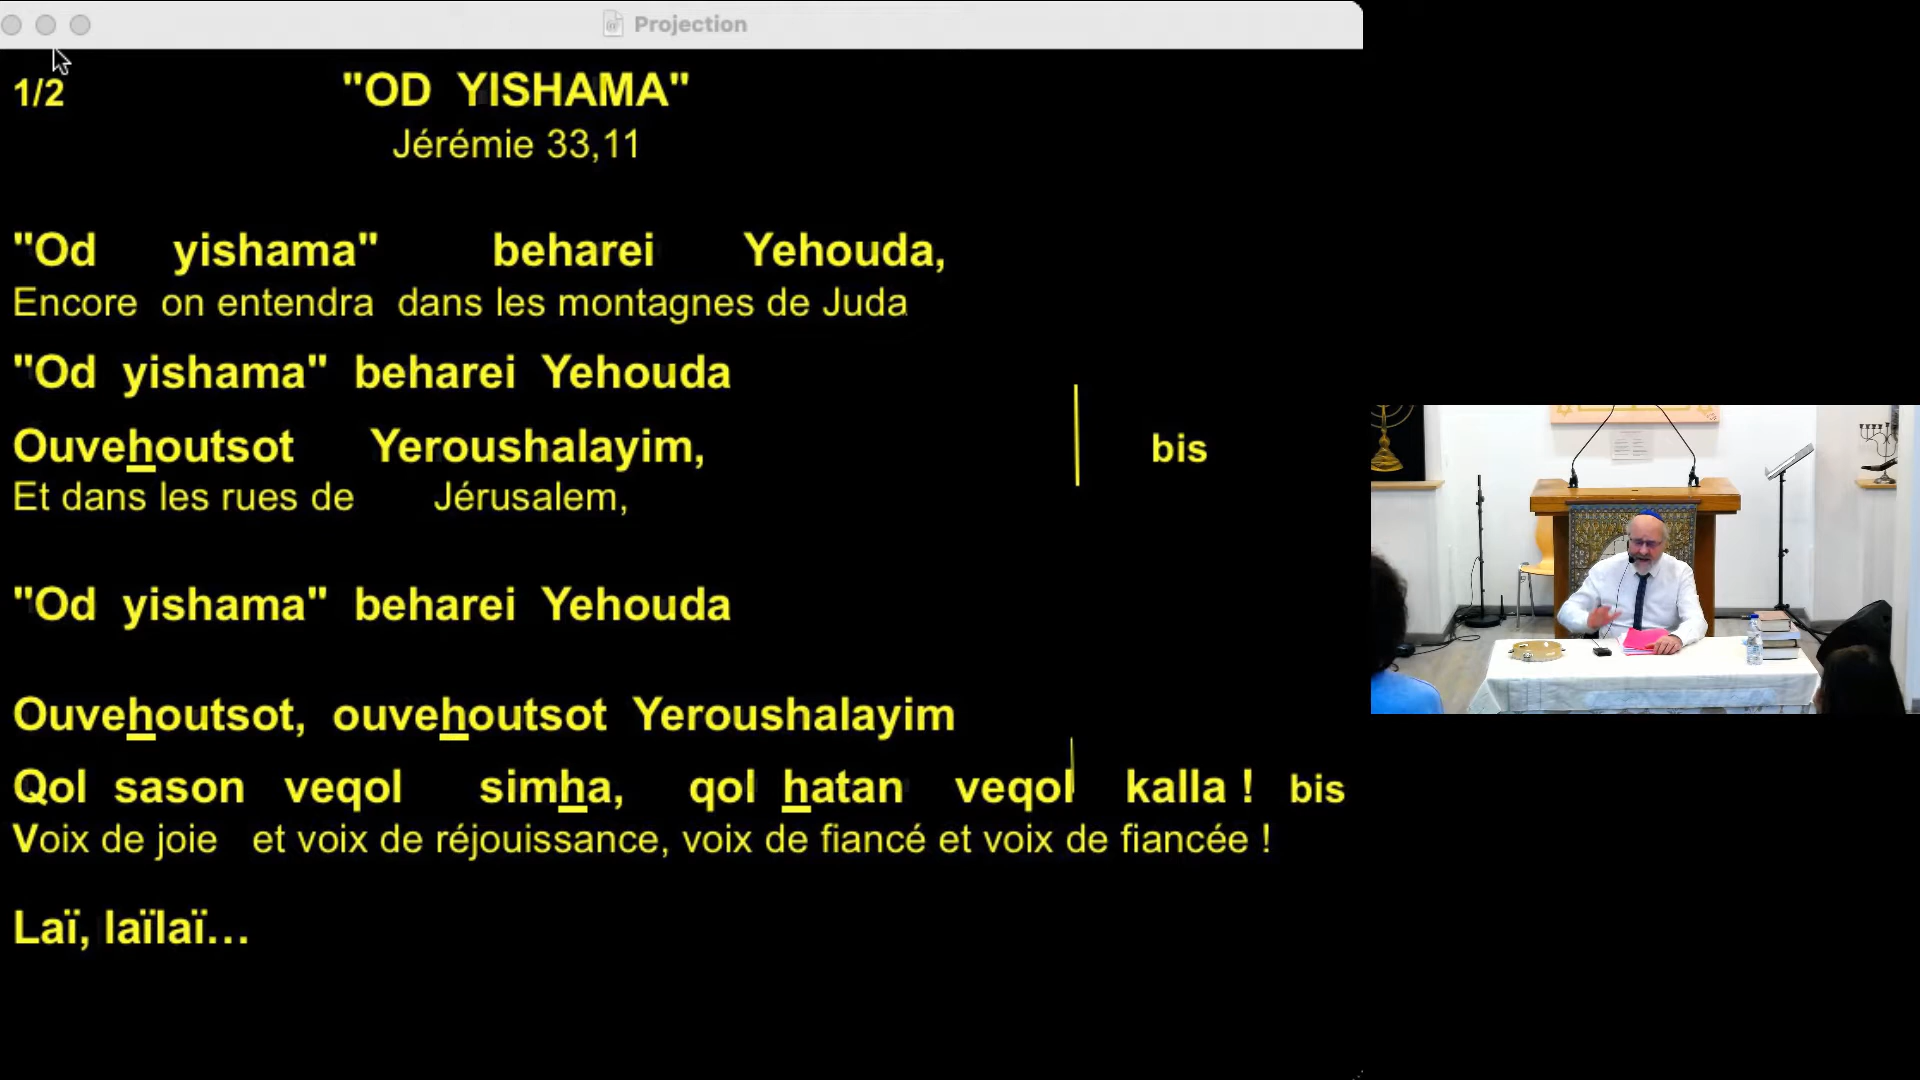 Projection
1/2 "OD YISHAMA"
Jérémie 33,11
"Od yishama" beharei Yehouda,
Encore on entendra dans les montagnes de Juda
"Od yishama" beharei Yehouda
Ouvehoutsot Yeroushalayim, bis
Et dans les rues de Jérusalem,
"Od yishama" beharei Yehouda
Ouvehoutsot, ouvehoutsot Yeroushalayim
Qol sason veqol simha, qol hatan veqol kalla ! bis
Voix de joie et voix de réjouissance, voix de fiancé et voix de fiancée !
Laï, laïlaï...